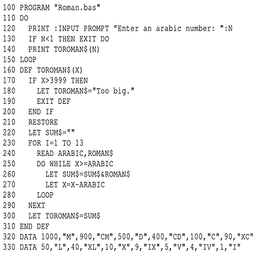 100 PROGRAM "Roman.bas"
110 DO
120   PRINT :INPUT PROMPT "Enter an arabic number: ":N
130   IF N<1 THEN EXIT DO
140   PRINT TOROMAN$(N)
150 LOOP
160 DEF TOROMAN$(X)
170   IF X>3999 THEN
180     LET TOROMAN$="Too big."
190     EXIT DEF
200   END IF
210   RESTORE
220   LET SUM$=""
230   FOR I=1 TO 13
240     READ ARABIC,ROMAN$
250     DO WHILE X>=ARABIC
260       LET SUM$=SUM$&ROMAN$
270       LET X=X-ARABIC
280     LOOP
290   NEXT
300   LET TOROMAN$=SUM$
310 END DEF
320 DATA 1000,"M",900,"CM",500,"D",400,"CD",100,"C",90,"XC"
330 DATA 50,"L",40,"XL",10,"X",9,"IX",5,"V",4,"IV",1,"I"